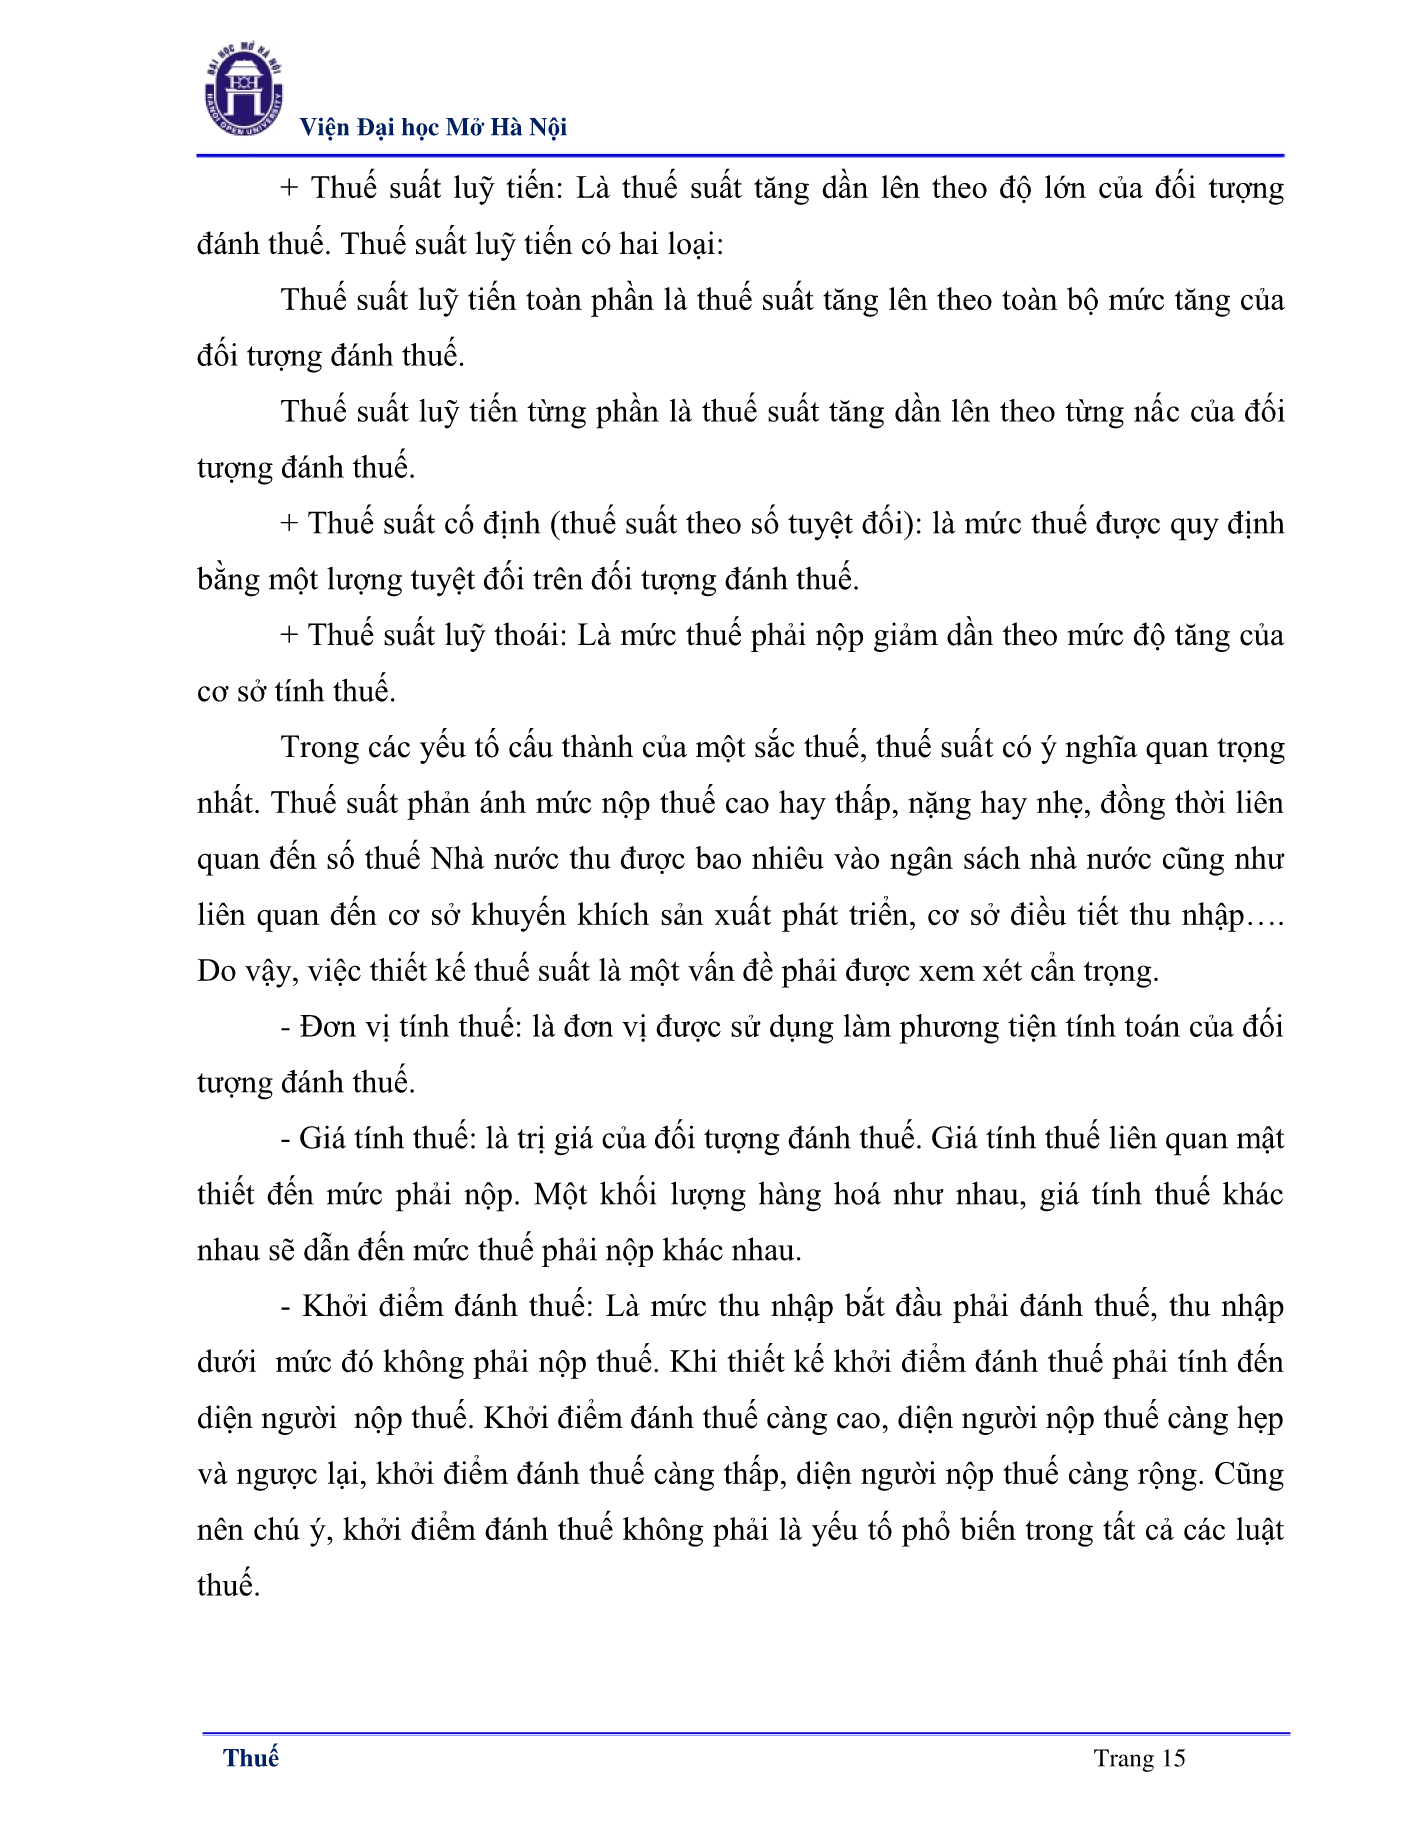 ĐẠI HỌC MỞ HÀ NỘI
HANOI OPEN UNIVERSITY
Viện Đại học Mở Hà Nội
+ Thuế suất luỹ tiến: Là thuế suất tăng dần lên theo độ lớn của đối tượng
đánh thuế. Thuế suất luỹ tiến có hai loại:
Thuế suất luỹ tiến toàn phần là thuế suất tăng lên theo toàn bộ mức tăng của
đối tượng đánh thuế.
Thuế suất luỹ tiến từng phần là thuế suất tăng dần lên theo từng nấc của đối
tượng đánh thuế.
+ Thuế suất cố định (thuế suất theo số tuyệt đối): là mức thuế được quy định
bằng một lượng tuyệt đối trên đối tượng đánh thuế.
+ Thuế suất luỹ thoái: Là mức thuế phải nộp giảm dần theo mức độ tăng của
cơ sở tính thuế.
Trong các yếu tố cấu thành của một sắc thuế, thuế suất có ý nghĩa quan trọng
nhất. Thuế suất phản ánh mức nộp thuế cao hay thấp, nặng hay nhẹ, đồng thời liên
quan đến số thuế Nhà nước thu được bao nhiêu vào ngân sách nhà nước cũng như
liên quan đến cơ sở khuyến khích sản xuất phát triển, cơ sở điều tiết thu nhập….
Do vậy, việc thiết kế thuế suất là một vấn đề phải được xem xét cẩn trọng.
- Đơn vị tính thuế: là đơn vị được sử dụng làm phương tiện tính toán của đối
tượng đánh thuế.
- Giá tính thuế: là trị giá của đối tượng đánh thuế. Giá tính thuế liên quan mật
thiết đến mức phải nộp. Một khối lượng hàng hoá như nhau, giá tính thuế khác
nhau sẽ dẫn đến mức thuế phải nộp khác nhau.
- Khởi điểm đánh thuế: Là mức thu nhập bắt đầu phải đánh thuế, thu nhập
dưới  mức đó không phải nộp thuế. Khi thiết kế khởi điểm đánh thuế phải tính đến
diện người  nộp thuế. Khởi điểm đánh thuế càng cao, diện người nộp thuế càng hẹp
và ngược lại, khởi điểm đánh thuế càng thấp, diện người nộp thuế càng rộng. Cũng
nên chú ý, khởi điểm đánh thuế không phải là yếu tố phổ biến trong tất cả các luật
thuế.
Thuế
Trang 15